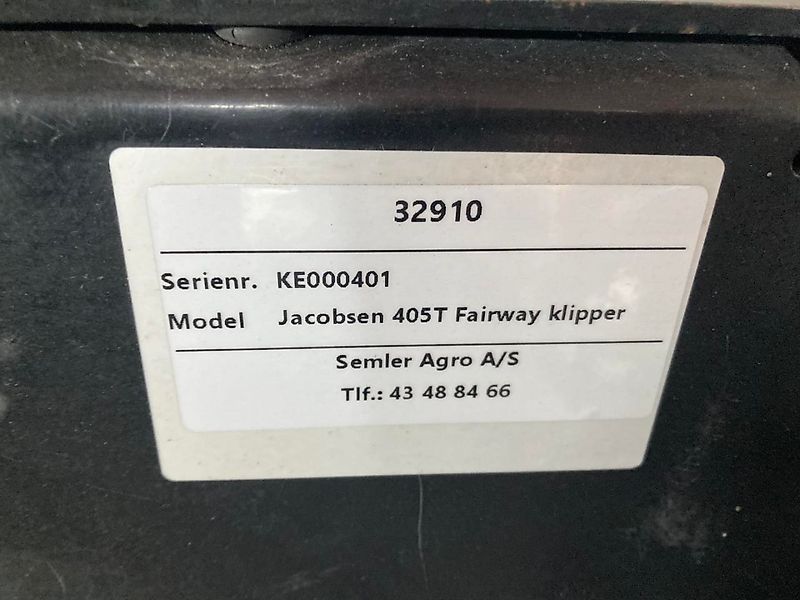 32910
Serienr. KE000401
Model Jacobsen 405T Fairway klipper
Semler Agro A/S
Tlf.: 43 48 84 66